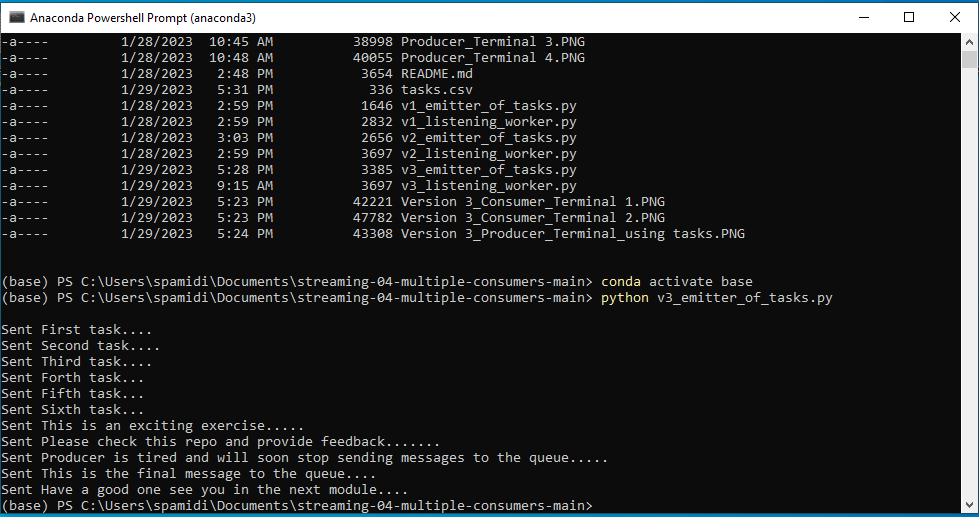 Anaconda Powershell Prompt (anaconda3)
-a---- 1/28/2023 10:45 AM 38998 Producer_Terminal 3.PNG
-a---- 1/28/2023 10:48 AM 40055 Producer_Terminal 4.PNG
-a---- 1/28/2023 2:48 PM 3654 README.md
-a---- 1/29/2023 5:31 PM 336 tasks.csv
-a---- 1/28/2023 2:59 PM 1646 v1_emitter_of_tasks.py
-a---- 1/28/2023 2:59 PM 2832 v1_listening_worker.py
-a---- 1/28/2023 3:03 PM 2656 v2_emitter_of_tasks.py
-a---- 1/28/2023 2:59 PM 3697 v2_listening_worker.py
-a---- 1/29/2023 5:28 PM 3385 v3_emitter_of_tasks.py
-a---- 1/29/2023 9:15 AM 3697 v3_listening_worker.py
-a---- 1/29/2023 5:23 PM 42221 Version 3_Consumer_Terminal 1.PNG
-a---- 1/29/2023 5:23 PM 47782 Version 3_Consumer_Terminal 2.PNG
-a---- 1/29/2023 5:24 PM 43308 Version 3_Producer_Terminal_using tasks.PNG
(base) PS C:\Users\spamidi\Documents\streaming-04-multiple-consumers-main> conda activate base
(base) PS C:\Users\spamidi\Documents\streaming-04-multiple-consumers-main> python v3_emitter_of_tasks.py
Sent First task....
Sent Second task....
Sent Third task....
Sent Forth task...
Sent Fifth task...
Sent Sixth task...
Sent This is an exciting exercise.....
Sent Please check this repo and provide feedback.......
Sent Producer is tired and will soon stop sending messages to the queue.....
Sent This is the final message to the queue....
Sent Have a good one see you in the next module....
(base) PS C:\Users\spamidi\Documents\streaming-04-multiple-consumers-main>